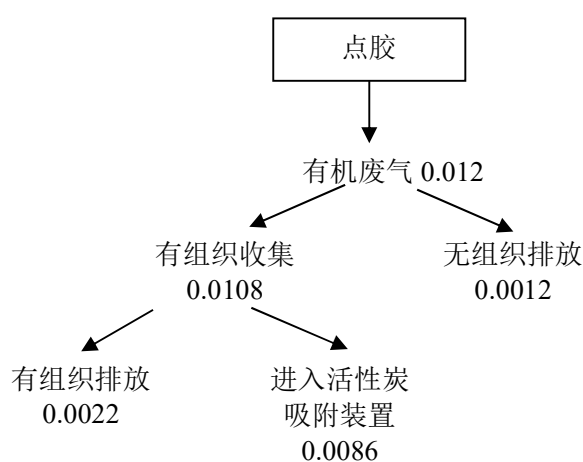 点胶
有机废气 0.012
有组织收集
0.0108
无组织排放
0.0012
有组织排放
0.0022
进入活性炭
吸附装置
0.0086